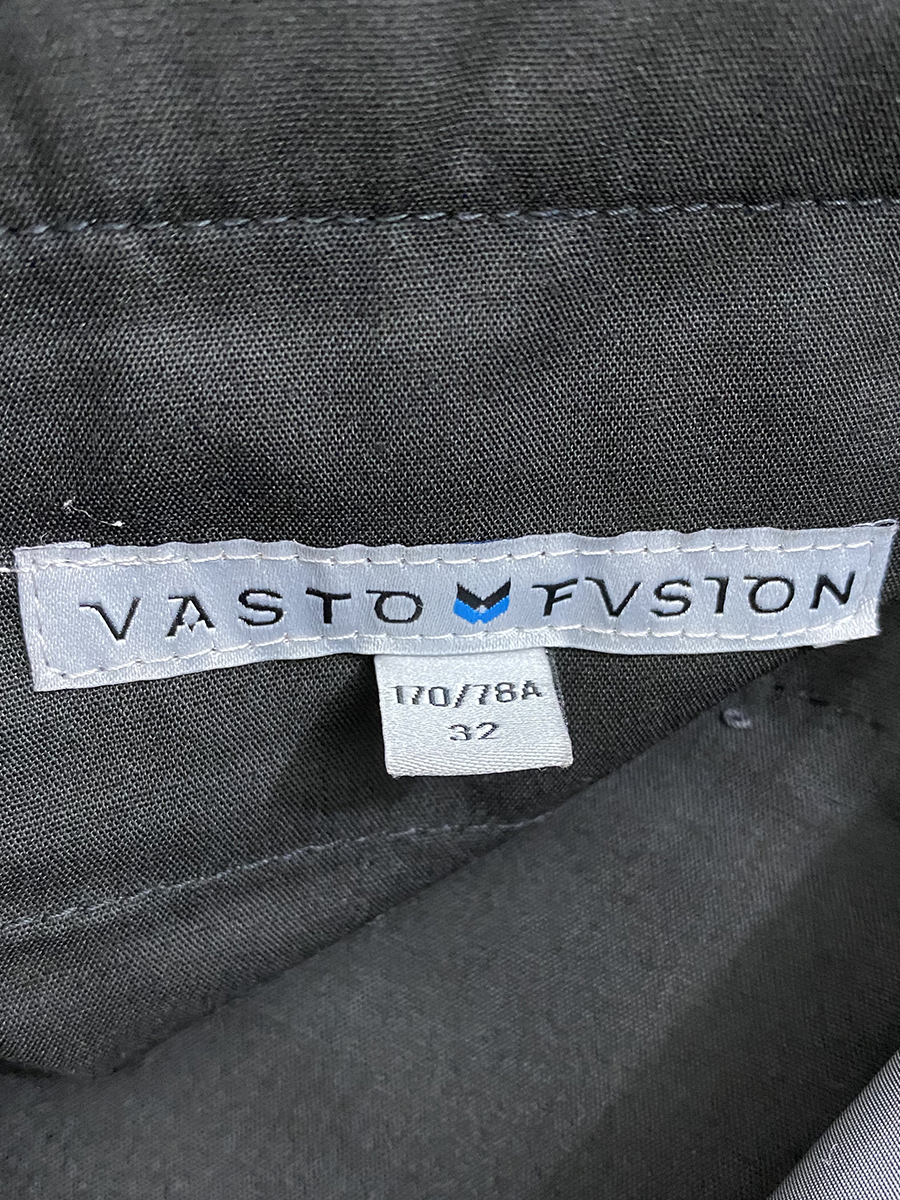 VASTO FVSION
170/78A
32